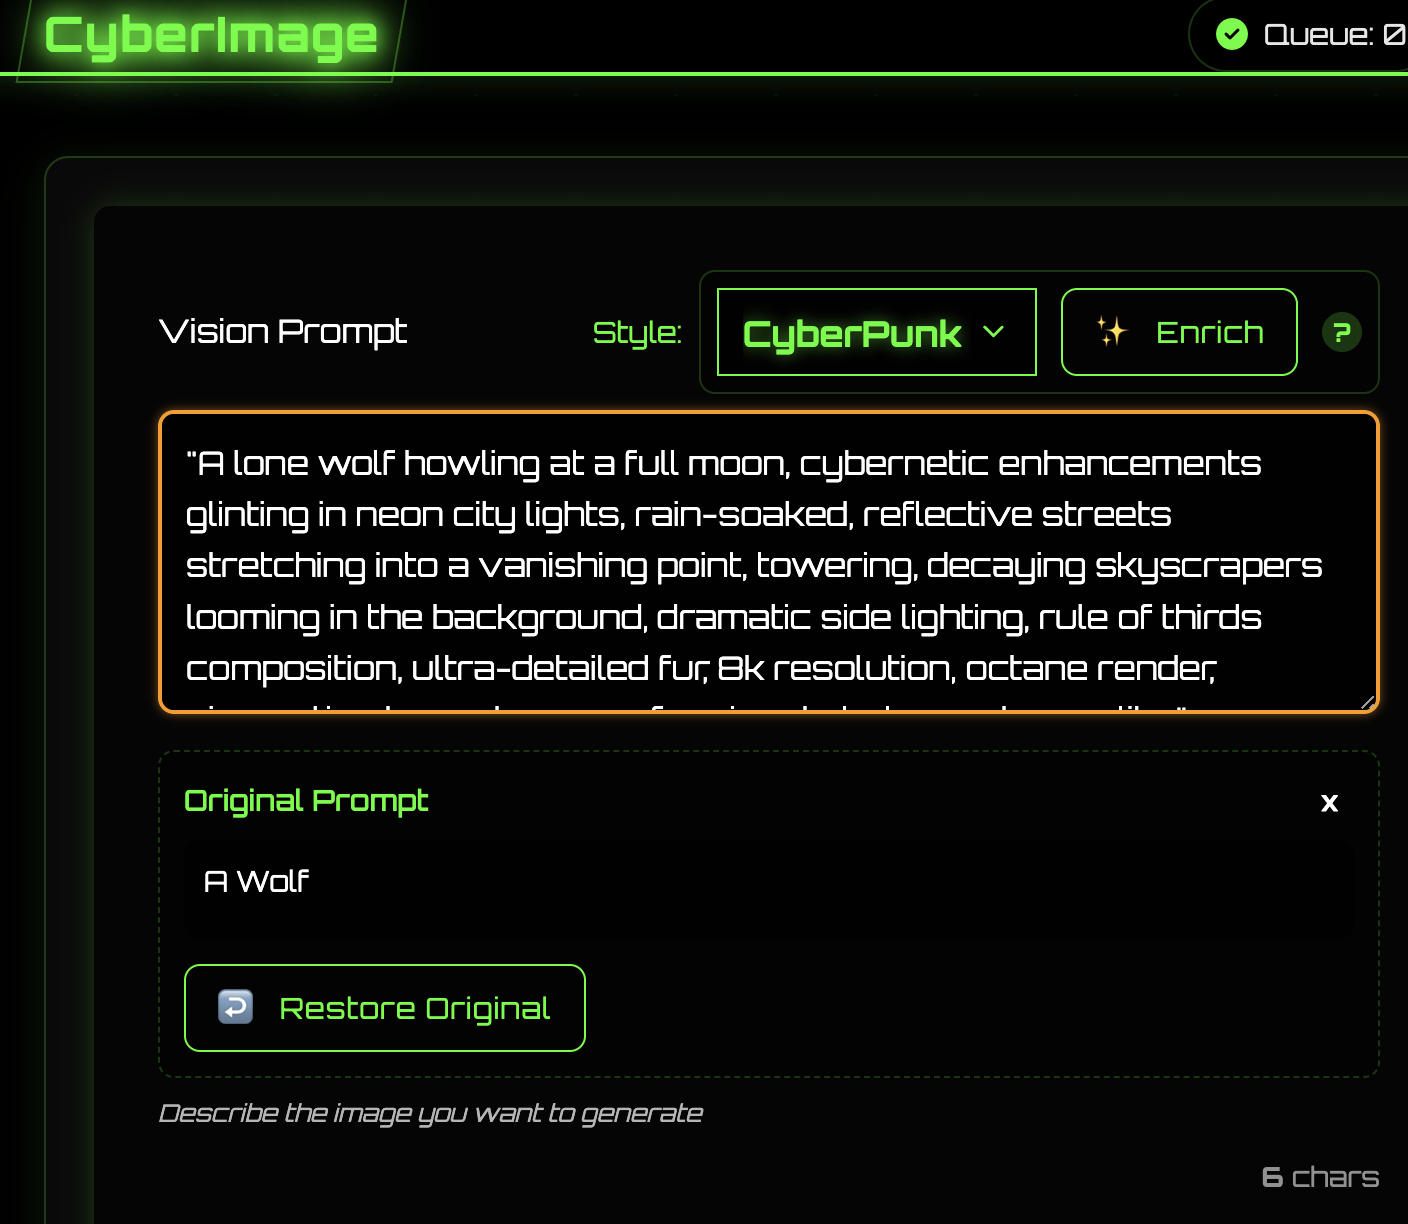 CyberImage
Queue: 0
Vision Prompt
Style:
CyberPunk
Enrich
?
"A lone wolf howling at a full moon, cybernetic enhancements
glinting in neon city lights, rain-soaked, reflective streets
stretching into a vanishing point, towering, decaying skyscrapers
looming in the background, dramatic side lighting, rule of thirds
composition, ultra-detailed fur, 8k resolution, octane render,
Original Prompt
x
A Wolf
Restore Original
Describe the image you want to generate
6 chars